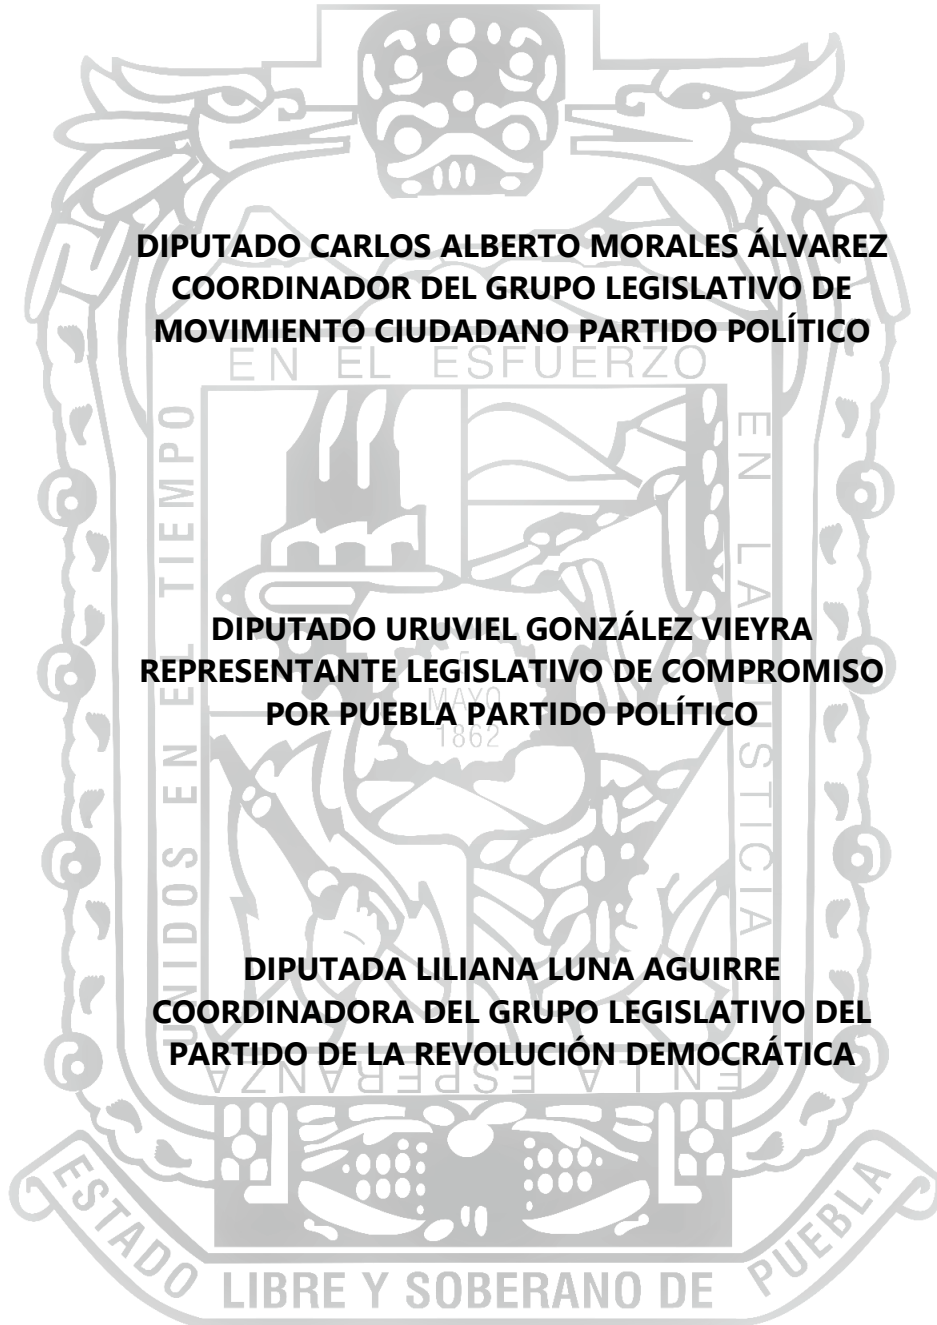 DIPUTADO CARLOS ALBERTO MORALES ÁLVAREZ
COORDINADOR DEL GRUPO LEGISLATIVO DE
MOVIMIENTO CIUDADANO PARTIDO POLÍTICO
EN EL ESFUERZO
UNIDOS EN EL TIEMPO
EN LA JUSTICIA
DIPUTADO URUVIEL GONZÁLEZ VIEYRA
REPRESENTANTE LEGISLATIVO DE COMPROMISO
POR PUEBLA PARTIDO POLÍTICO
5
MAYO
1862
DIPUTADA LILIANA LUNA AGUIRRE
COORDINADORA DEL GRUPO LEGISLATIVO DEL
PARTIDO DE LA REVOLUCIÓN DEMOCRÁTICA
EN LA ESPERANZA
ESTADO LIBRE Y SOBERANO DE PUEBLA